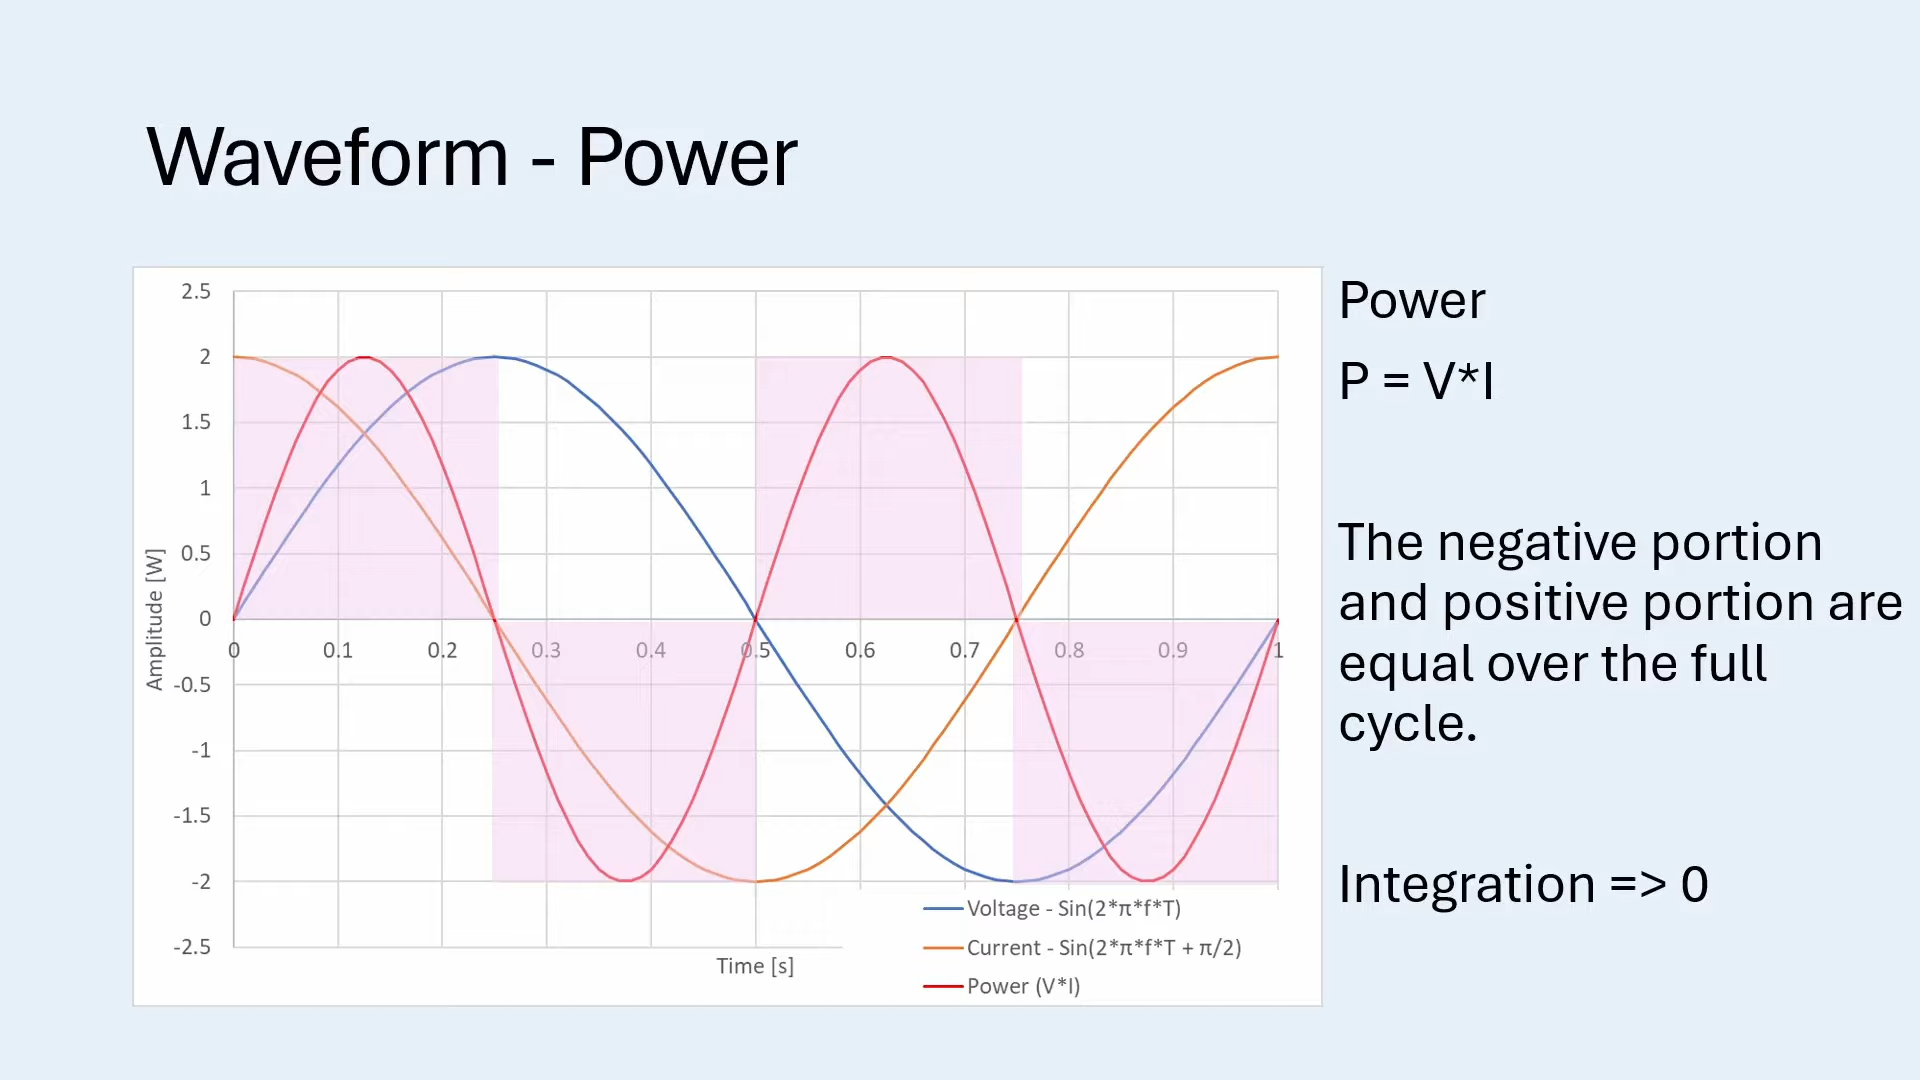 Waveform - Power
2.5
2
1.5
1
0.5
0
-0.5
-1
-1.5
-2
-2.5
Amplitude [W]
0 0.1 0.2 0.3 0.4 0.5 0.6 0.7 0.8 0.9 1
Time [s]
Voltage - Sin(2*π*f*T)
Current - Sin(2*π*f*T + π/2)
Power (V*I)
Power
P = V*I
The negative portion
and positive portion are
equal over the full
cycle.
Integration => 0